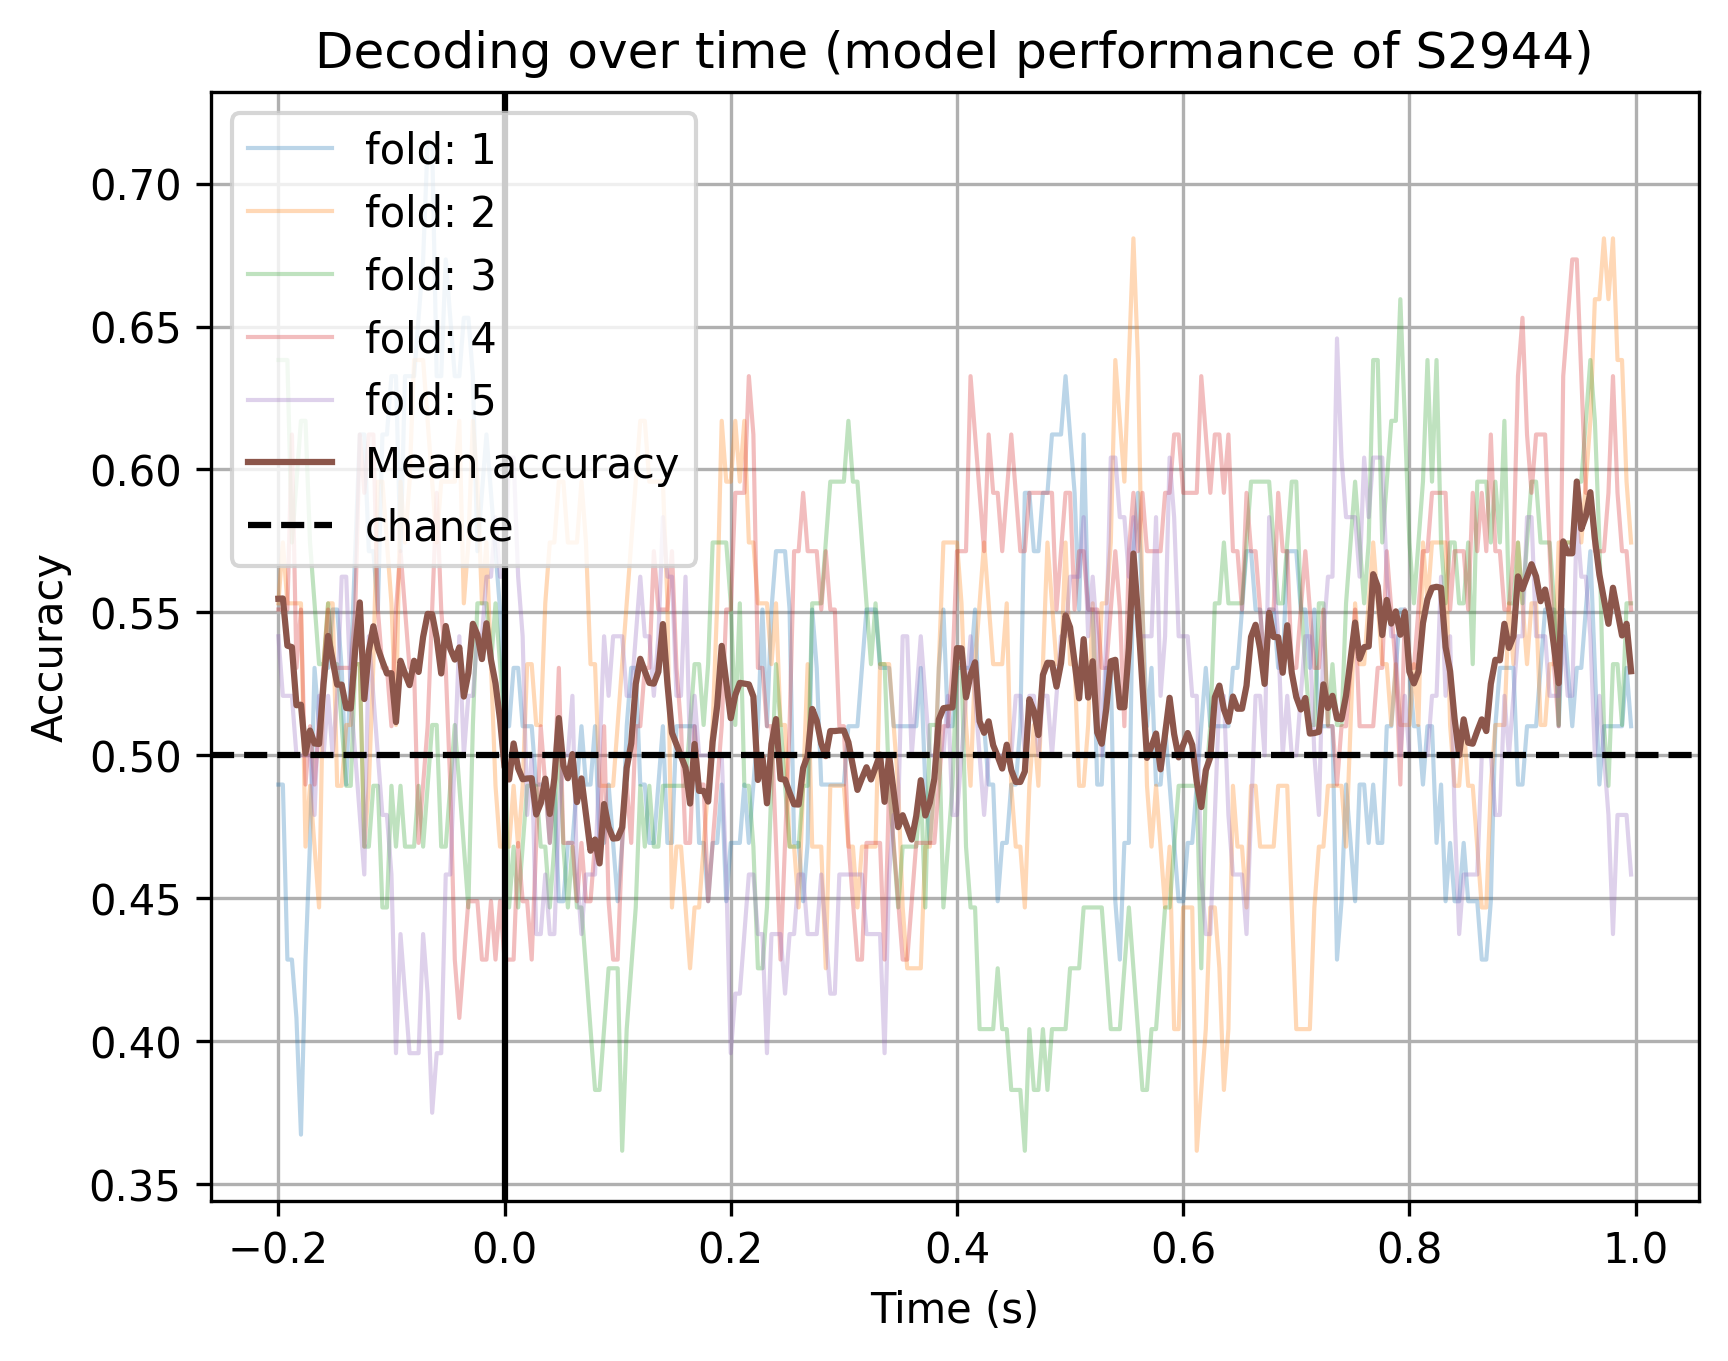 Decoding over time (model performance of S2944)
fold: 1
fold: 2
fold: 3
fold: 4
fold: 5
Mean accuracy
chance
Accuracy
0.70
0.65
0.60
0.55
0.50
0.45
0.40
0.35
−0.2
0.0
0.2
0.4
0.6
0.8
1.0
Time (s)